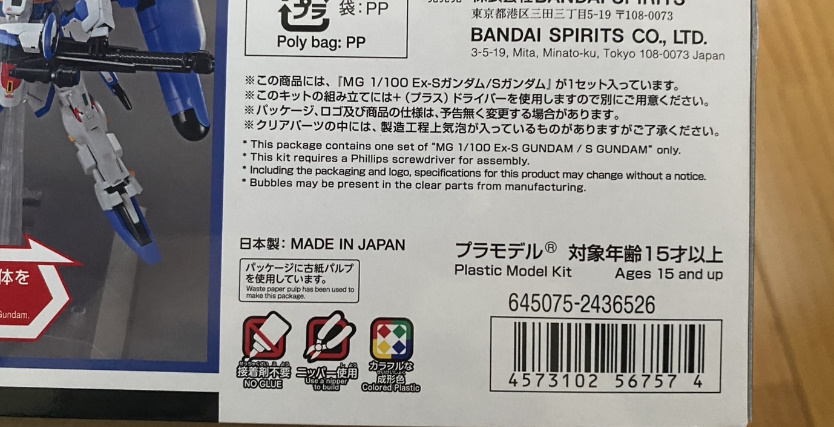 プラ
袋:PP
Poly bag: PP
東京都港区三田三丁目5-19 〒108-0073
BANDAI SPIRITS CO., LTD.
3-5-19, Mita, Minato-ku, Tokyo 108-0073 Japan
※この商品には、『MG 1/100 Ex-Sガンダム/Sガンダム』が1セット入っています。
※このキットの組み立てには+(プラス)ドライバーを使用しますので別にご用意ください。
※パッケージ、ロゴ及び商品の仕様は、予告無く変更する場合があります。
※クリアパーツの中には、製造工程上気泡が入っているものがありますがご了承ください。
* This package contains one set of "MG 1/100 Ex-S GUNDAM / S GUNDAM" only.
* This kit requires a Phillips screwdriver for assembly.
* Including the packaging and logo, specifications for this product may change without a notice.
* Bubbles may be present in the clear parts from manufacturing.
日本製: MADE IN JAPAN
プラモデル® 対象年齢15才以上
Plastic Model Kit Ages 15 and up
パッケージに古紙パルプ
を使用しています。
Waste paper pulp has been used to
make this package.
体を
Gundam.
645075-2436526
接着剤不要
NO GLUE
ニッパー使用
Use a nipper
to build
カラフルな
成形色
Colored Plastic
4573102 56757 4